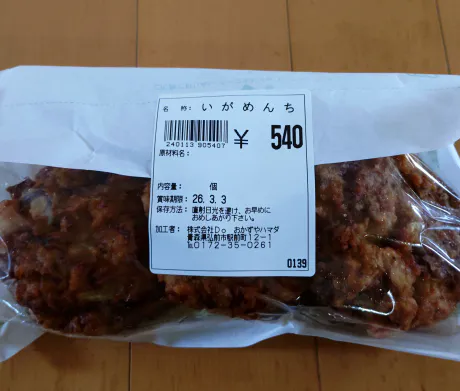 名 称： いがめんち
240113 905407
￥ 540
原材料名：
内容量： 個
賞味期限： 26. 3. 3
保存方法： 直射日光を避け、お早めに
おめしあがり下さい。
加工者： 株式会社Ｄｏ おかずやハマダ
青森県弘前市駅前町１２－１
℡０１７２－３５－０２６１
0139